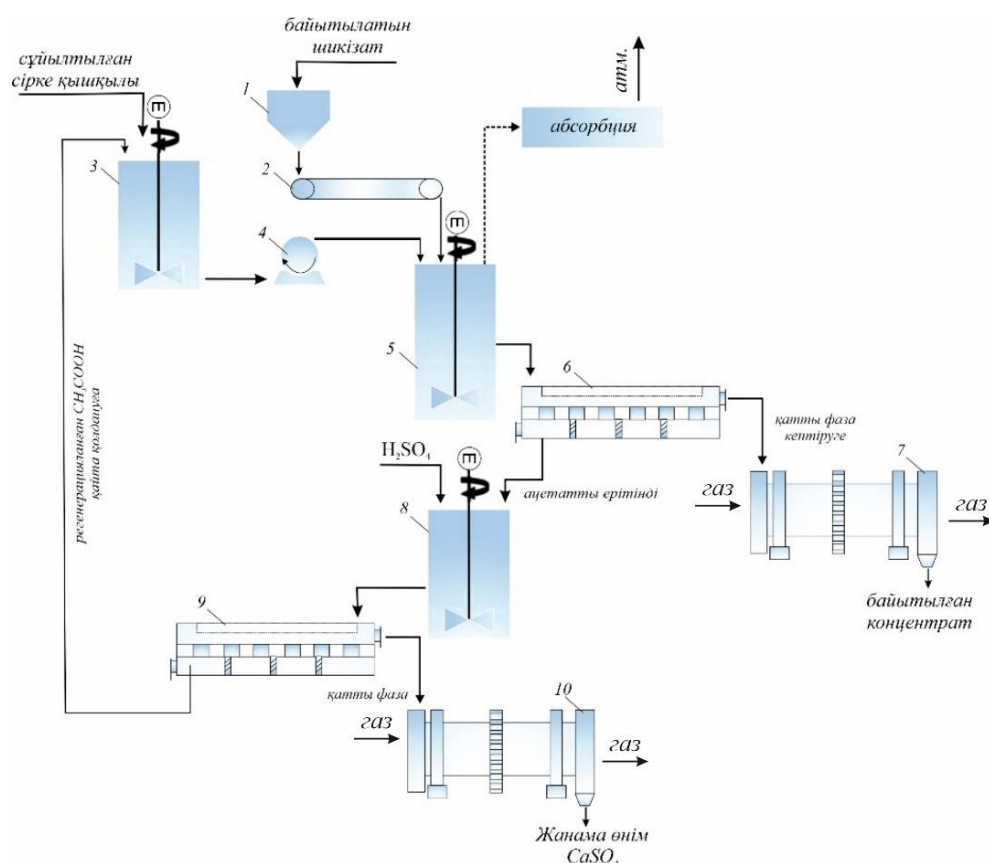 байытылатын
шикізат
сұйылтылған
сірке қышқылы
атм.
E
1
абсорбция
3
2
E
4
5
6
регенерацияланған CH₃COOH
қайта қолдануға
қатты фаза
кептіруге
H₂SO₄
E
7
ацетатты ерітінді
газ
газ
8
9
байытылған
концентрат
қатты фаза
10
газ
газ
Жанама өнім
CaSO₄